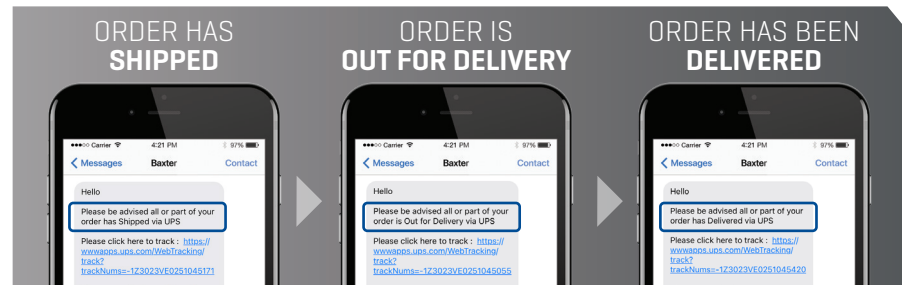 ORDER HAS
SHIPPED
●●●○○ Carrier 4:21 PM 97%
Messages Baxter Contact
Hello
Please be advised all or part of your
order has Shipped via UPS
Please click here to track : https://
wwwapps.ups.com/WebTracking/
track?
trackNums=-1Z3023VE0251045171
ORDER IS
OUT FOR DELIVERY
●●●○○ Carrier 4:21 PM 97%
Messages Baxter Contact
Hello
Please be advised all or part of your
order is Out for Delivery via UPS
Please click here to track : https://
wwwapps.ups.com/WebTracking/
track?
trackNums=-1Z3023VE0251045055
ORDER HAS BEEN
DELIVERED
●●●○○ Carrier 4:21 PM 97%
Messages Baxter Contact
Hello
Please be advised all or part of your
order has Delivered via UPS
Please click here to track : https://
wwwapps.ups.com/WebTracking/
track?
trackNums=-1Z3023VE0251045420